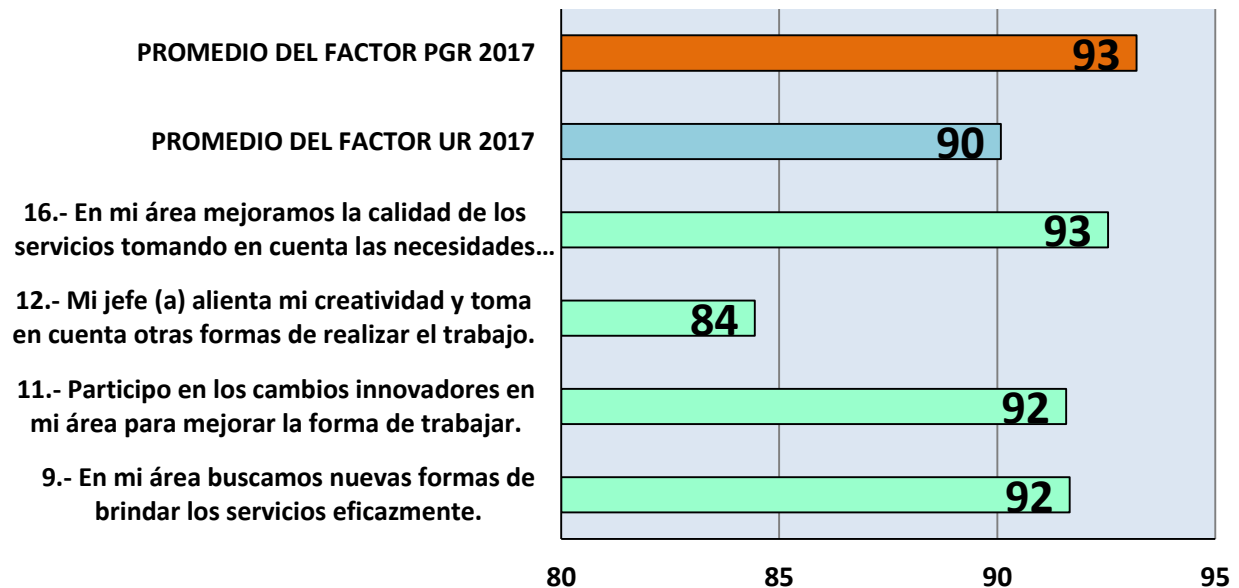 PROMEDIO DEL FACTOR PGR 2017
93
PROMEDIO DEL FACTOR UR 2017
90
16.- En mi área mejoramos la calidad de los
servicios tomando en cuenta las necesidades…
93
12.- Mi jefe (a) alienta mi creatividad y toma
en cuenta otras formas de realizar el trabajo.
84
11.- Participo en los cambios innovadores en
mi área para mejorar la forma de trabajar.
92
9.- En mi área buscamos nuevas formas de
brindar los servicios eficazmente.
92
80 85 90 95